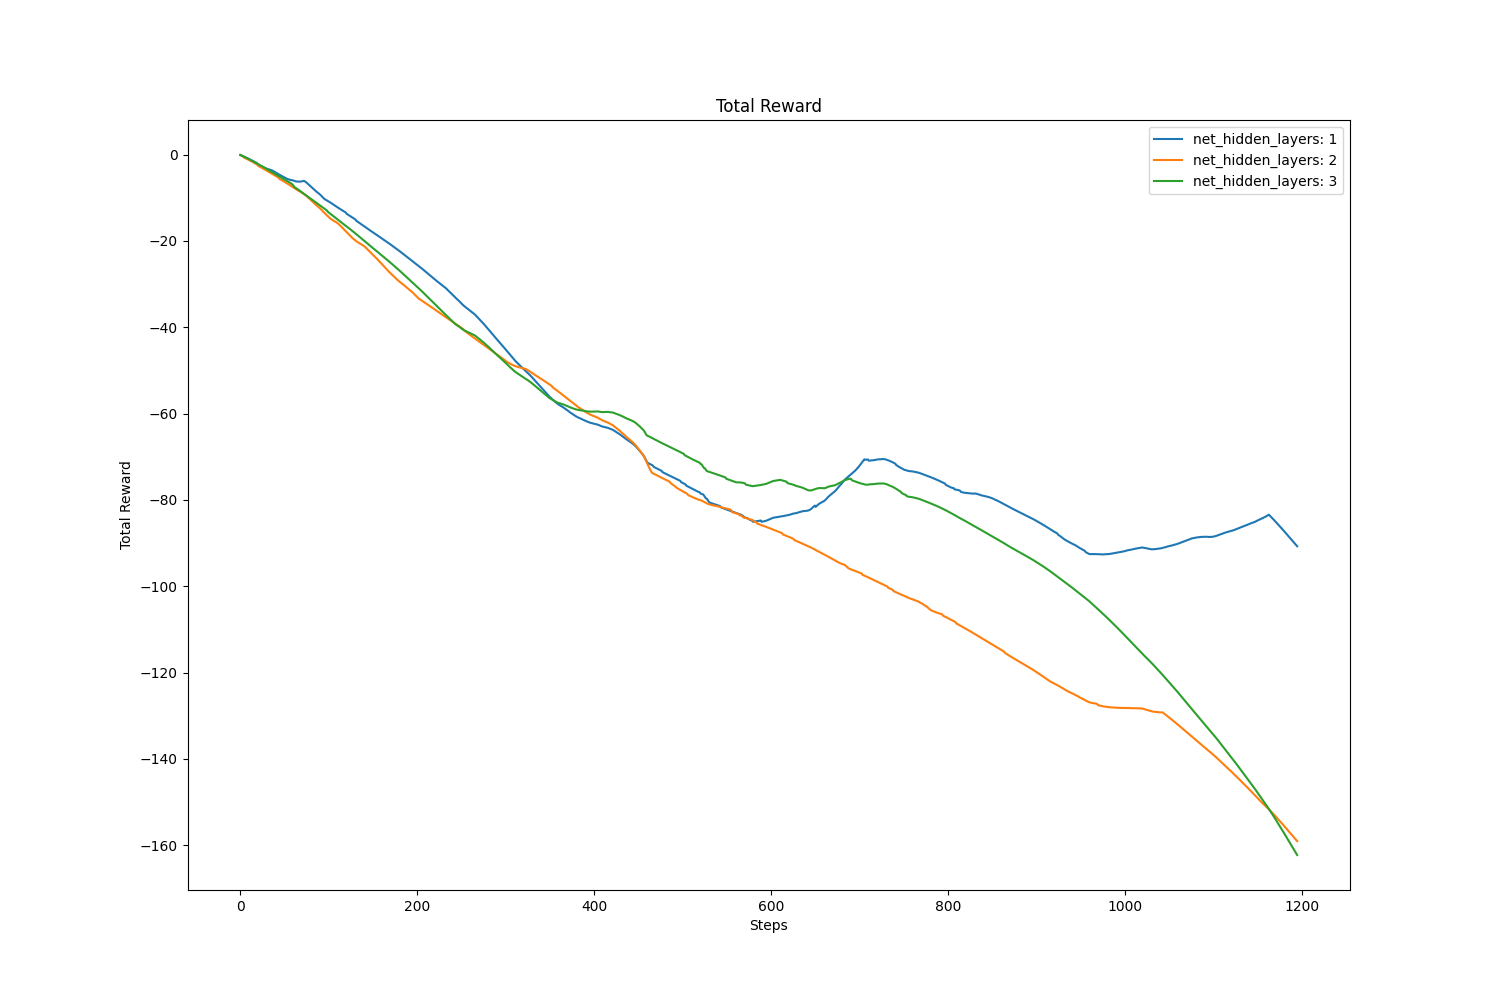 Total Reward
net_hidden_layers: 1
net_hidden_layers: 2
net_hidden_layers: 3
Total Reward
0
−20
−40
−60
−80
−100
−120
−140
−160
0 200 400 600 800 1000 1200
Steps